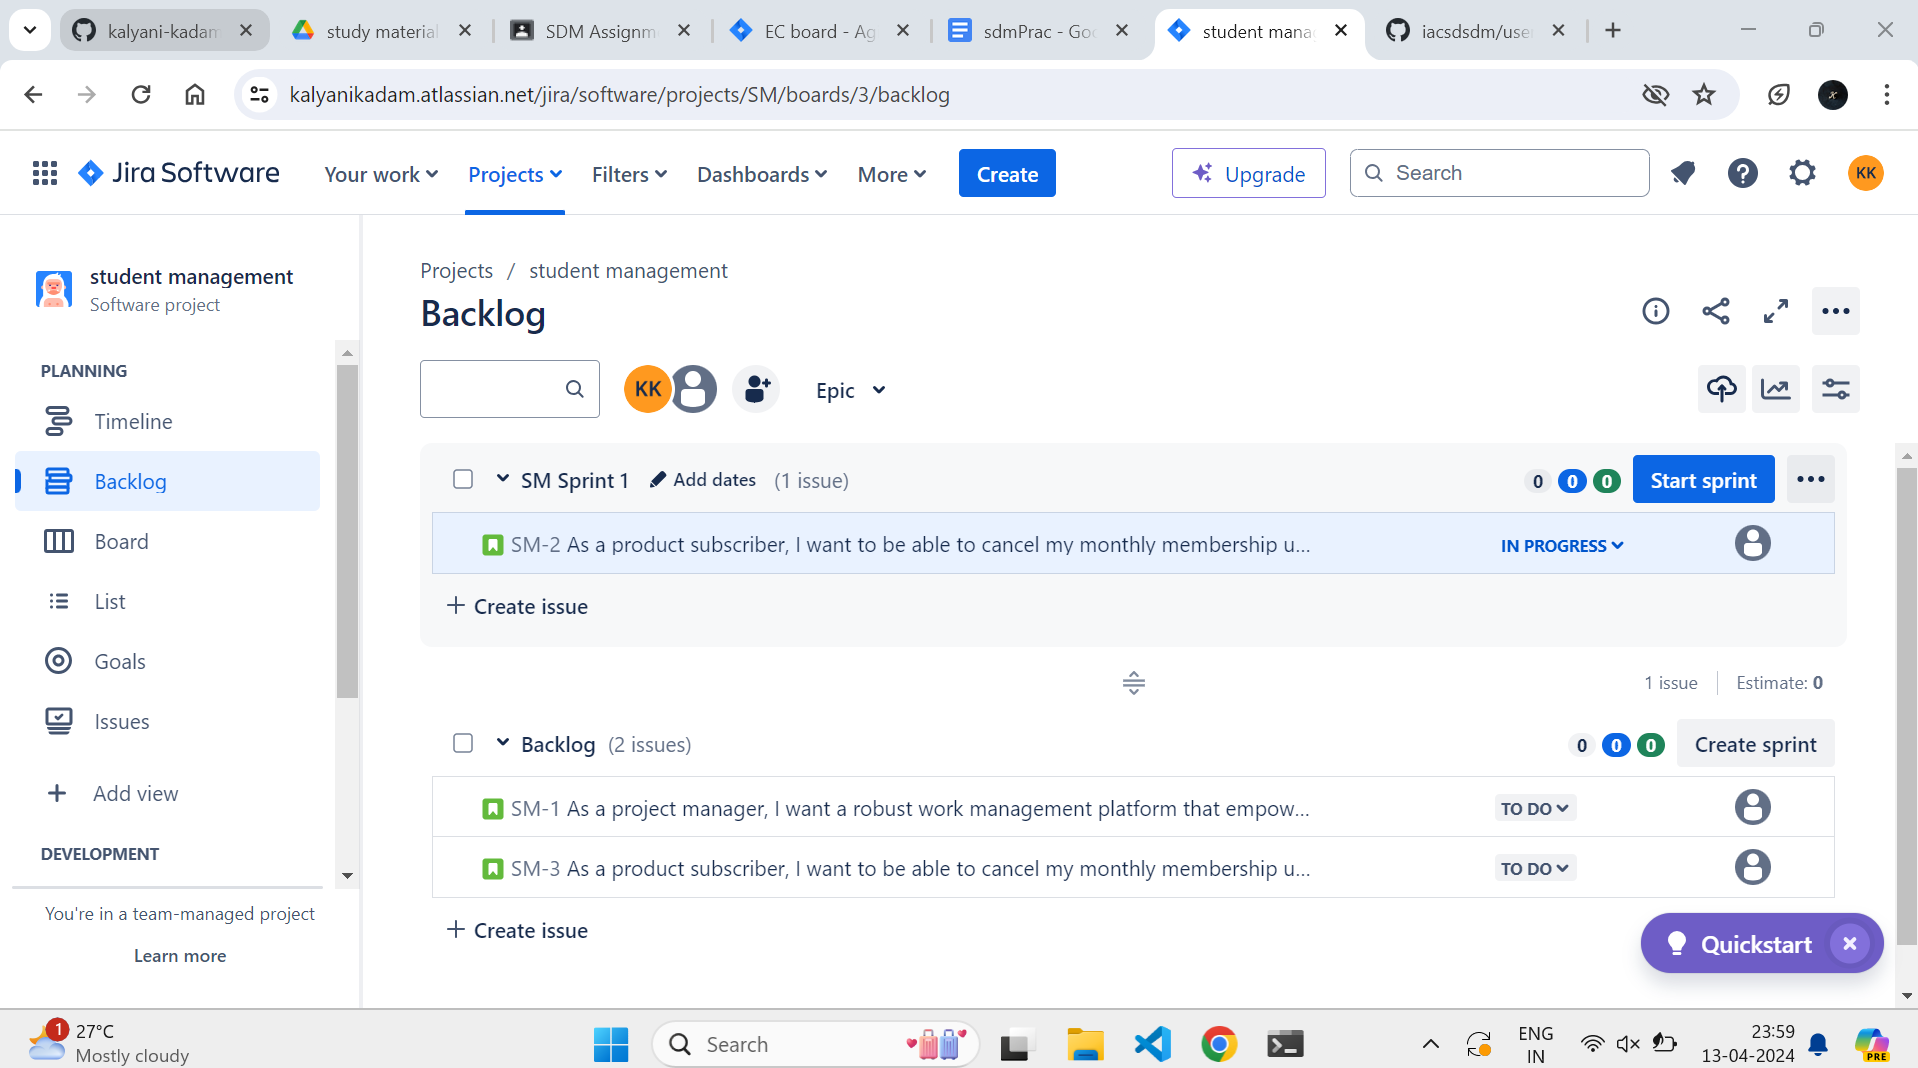 kalyani-kadam
study material
SDM Assignm
EC board - Ag
sdmPrac - Goo
student mana
iacsdsdm/use
kalyanikadam.atlassian.net/jira/software/projects/SM/boards/3/backlog
Jira Software
Your work
Projects
Filters
Dashboards
More
Create
Upgrade
Search
KK
student management
Software project
PLANNING
Timeline
Backlog
Board
List
Goals
Issues
Add view
DEVELOPMENT
You're in a team-managed project
Learn more
Projects / student management
Backlog
KK
Epic
SM Sprint 1 Add dates (1 issue)
0 0 0 Start sprint
SM-2 As a product subscriber, I want to be able to cancel my monthly membership u... IN PROGRESS
+ Create issue
1 issue Estimate: 0
Backlog (2 issues)
0 0 0 Create sprint
SM-1 As a project manager, I want a robust work management platform that empow... TO DO
SM-3 As a product subscriber, I want to be able to cancel my monthly membership u... TO DO
+ Create issue
Quickstart
1
27°C
Mostly cloudy
Search
ENG
IN
23:59
13-04-2024
PRE